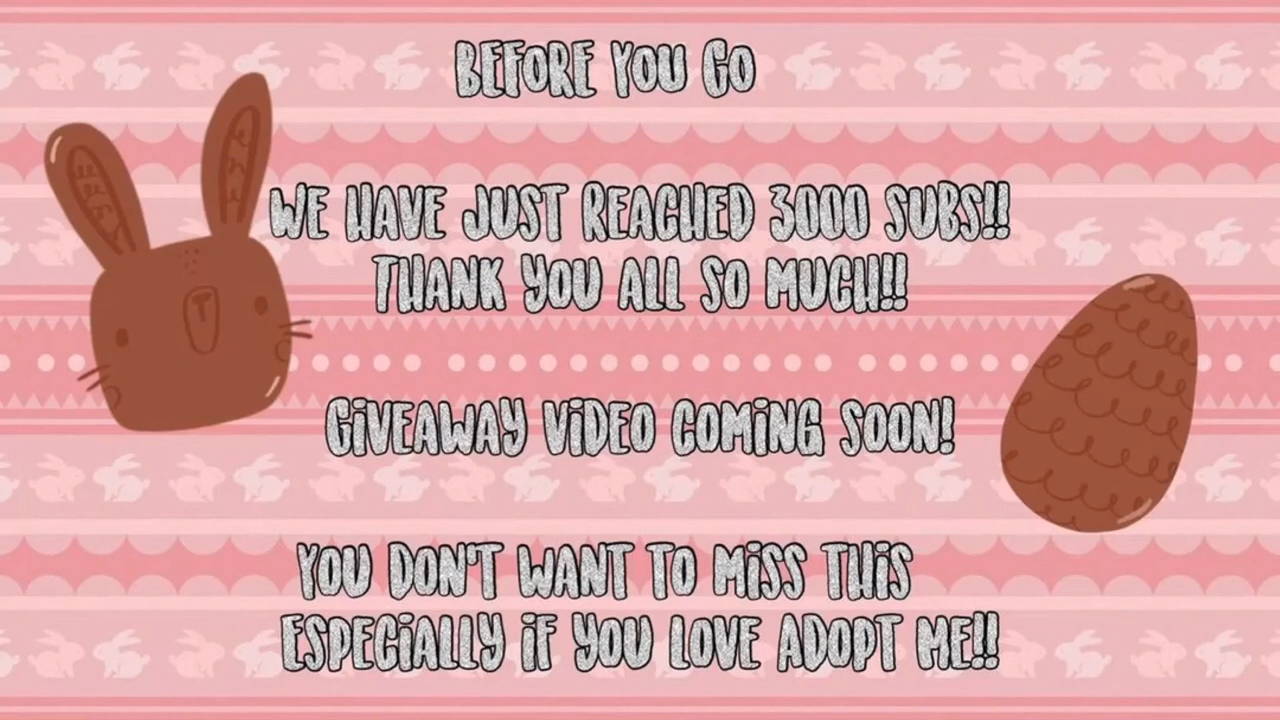 BEFORE YOU GO
WE HAVE JUST REACHED 3000 SUBS!!
THANK YOU ALL SO MUCH!!
GIVEAWAY VIDEO COMING SOON!
YOU DON'T WANT TO MISS THIS
ESPECIALLY IF YOU LOVE ADOPT ME!!